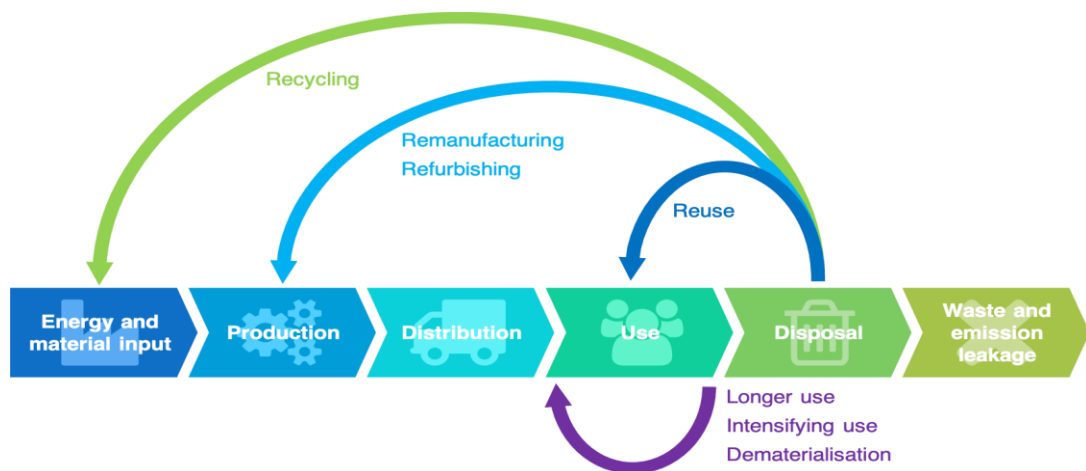 Recycling
Remanufacturing
Refurbishing
Reuse
Energy and
material input
Production
Distribution
Use
Disposal
Waste and
emission
leakage
Longer use
Intensifying use
Dematerialisation